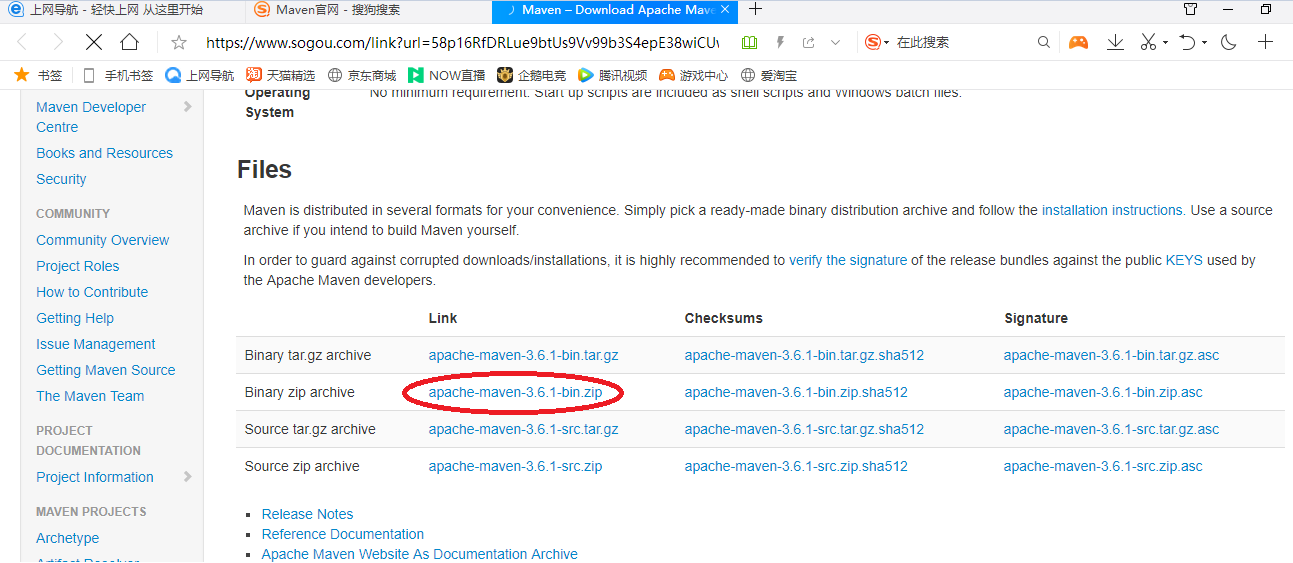 上网导航 - 轻快上网 从这里开始
Maven官网 - 搜狗搜索
Maven – Download Apache Mave
https://www.sogou.com/link?url=58p16RfDRLue9btUs9Vv99b3S4epE38wiCU
在此搜索
书签
手机书签
上网导航
天猫精选
京东商城
NOW直播
企鹅电竞
腾讯视频
游戏中心
爱淘宝
Maven Developer
Centre
Books and Resources
Security
COMMUNITY
Community Overview
Project Roles
How to Contribute
Getting Help
Issue Management
Getting Maven Source
The Maven Team
PROJECT
DOCUMENTATION
Project Information
MAVEN PROJECTS
Archetype
Artifact Resolver
Operating No minimum requirement. Start up scripts are included as shell scripts and Windows batch files.
System
Files
Maven is distributed in several formats for your convenience. Simply pick a ready-made binary distribution archive and follow the installation instructions. Use a source
archive if you intend to build Maven yourself.
In order to guard against corrupted downloads/installations, it is highly recommended to verify the signature of the release bundles against the public KEYS used by
the Apache Maven developers.
Link Checksums Signature
Binary tar.gz archive apache-maven-3.6.1-bin.tar.gz apache-maven-3.6.1-bin.tar.gz.sha512 apache-maven-3.6.1-bin.tar.gz.asc
Binary zip archive apache-maven-3.6.1-bin.zip apache-maven-3.6.1-bin.zip.sha512 apache-maven-3.6.1-bin.zip.asc
Source tar.gz archive apache-maven-3.6.1-src.tar.gz apache-maven-3.6.1-src.tar.gz.sha512 apache-maven-3.6.1-src.tar.gz.asc
Source zip archive apache-maven-3.6.1-src.zip apache-maven-3.6.1-src.zip.sha512 apache-maven-3.6.1-src.zip.asc
Release Notes
Reference Documentation
Apache Maven Website As Documentation Archive